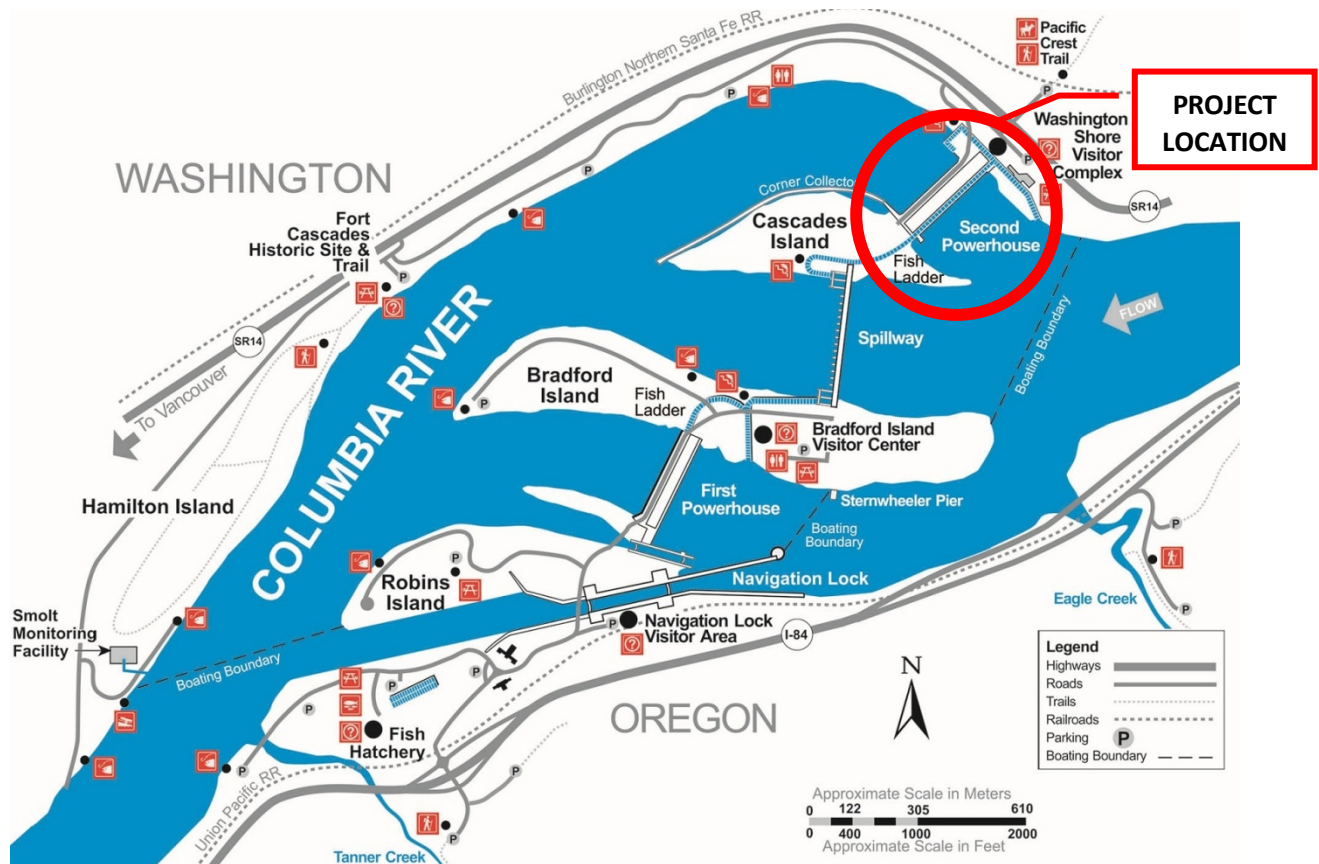 Burlington Northern Santa Fe RR
Pacific
Crest
Trail
P
PROJECT
LOCATION
P
WASHINGTON
Washington
Shore
Visitor
Complex
P
SR14
Corner Collector
Fort
Cascades
Historic Site &
Trail
P
Cascades
Island
Second
Powerhouse
Fish
Ladder
FLOW
Boating Boundary
SR14
To Vancouver
COLUMBIA RIVER
Spillway
Bradford
Island
Fish
Ladder
P
Bradford Island
Visitor Center
P
Hamilton Island
First
Powerhouse
Sternwheeler Pier
Boating
Boundary
P
P
Robins
Island
Navigation Lock
Eagle Creek
P
P
Smolt
Monitoring
Facility
Boating Boundary
P
Navigation Lock
Visitor Area
I-84
N
OREGON
P
P
P
Fish
Hatchery
P
P
P
Union Pacific RR
Tanner Creek
Legend
Highways
Roads
Trails
Railroads
Parking P
Boating Boundary
Approximate Scale in Meters
0 122 305 610
0 400 1000 2000
Approximate Scale in Feet